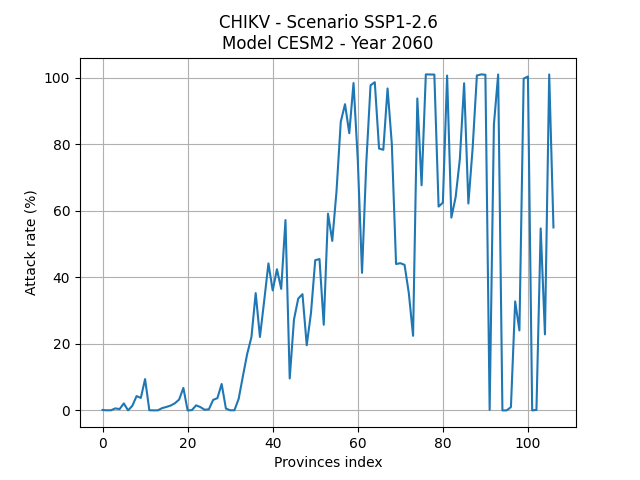 CHIKV - Scenario SSP1-2.6
Model CESM2 - Year 2060
100
80
60
40
20
0
Attack rate (%)
0 20 40 60 80 100
Provinces index